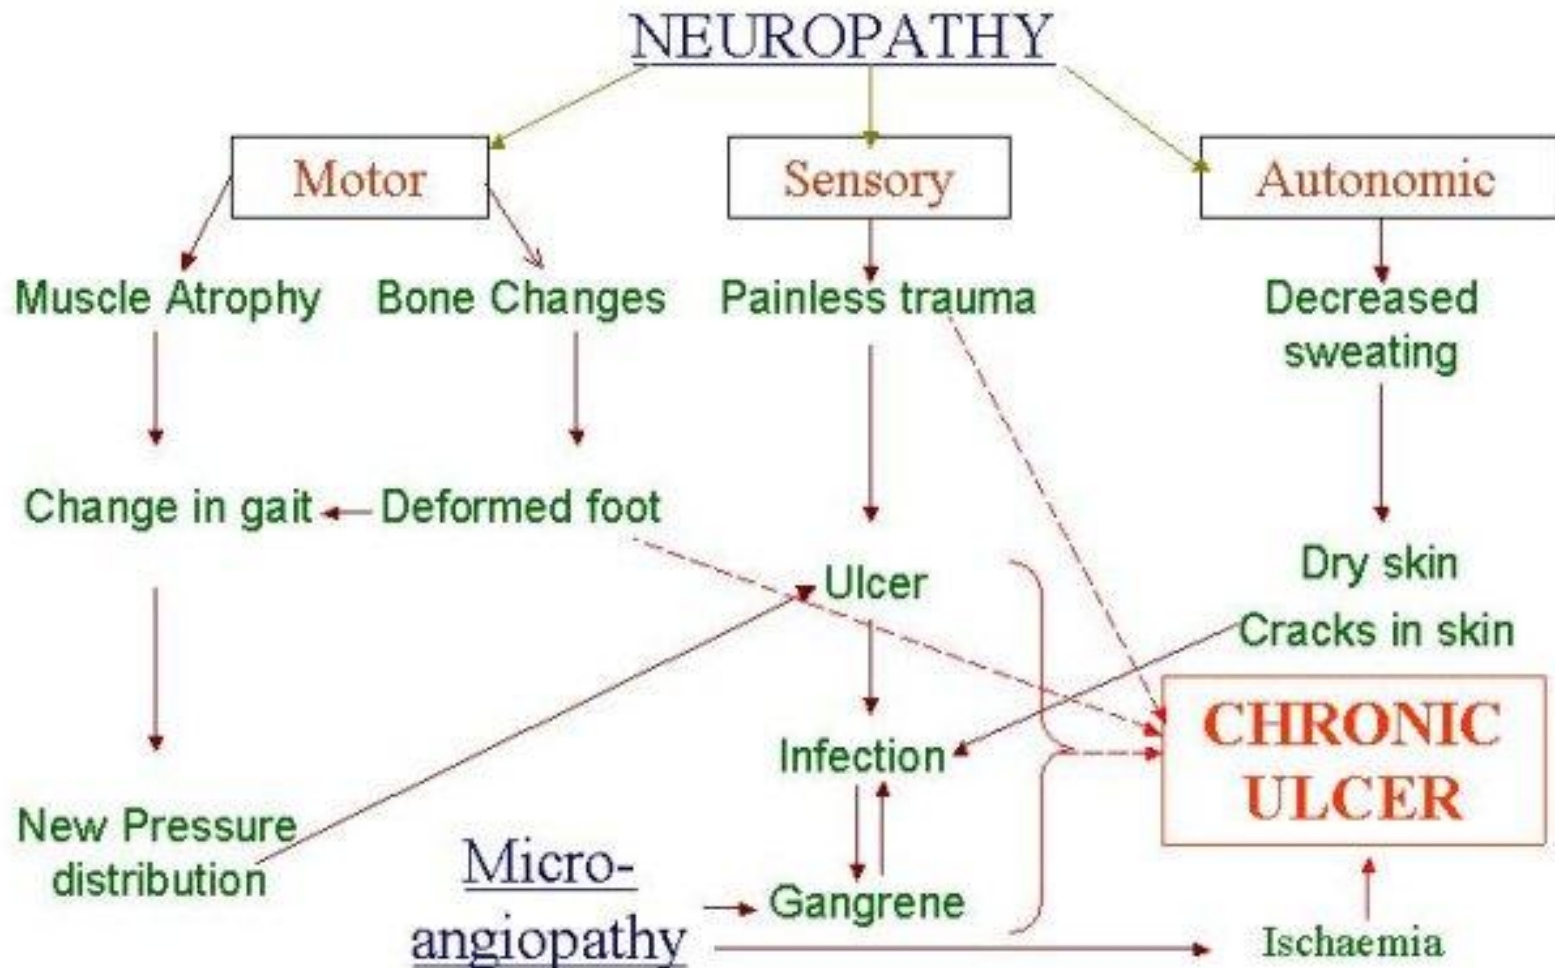 NEUROPATHY
Motor
Sensory
Autonomic
Muscle Atrophy
Bone Changes
Painless trauma
Decreased
sweating
Change in gait
Deformed foot
Ulcer
Dry skin
Cracks in skin
CHRONIC
ULCER
Infection
New Pressure
distribution
Micro-
angiopathy
Gangrene
Ischaemia